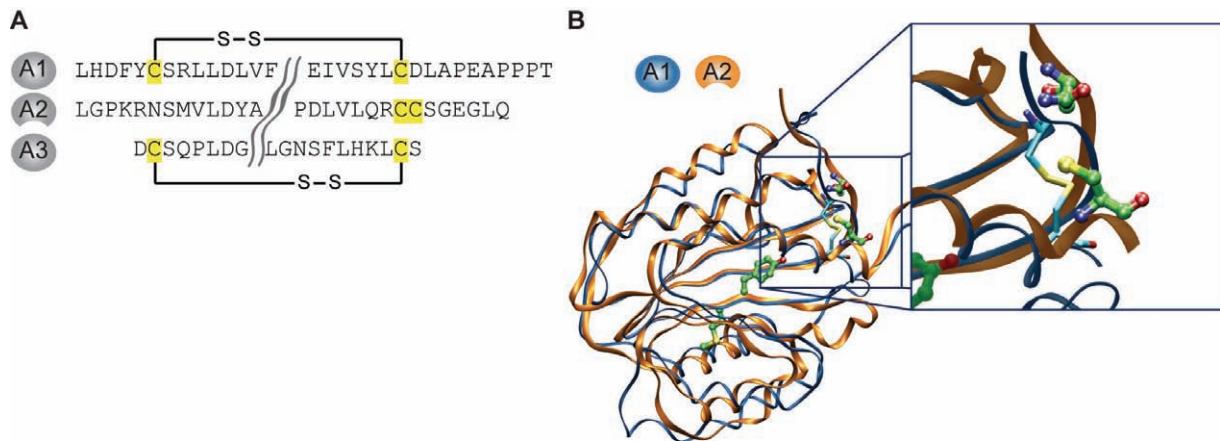 A
S-S
A1 LHDFYCSRLLDLVF EIVSYLCDLAPEAPPPT
A2 LGPKRNSMVLDYA PDLVLQRCCSGEGLQ
A3 DCSQPLDG LGNSFLHKLCS
S-S
B
A1 A2